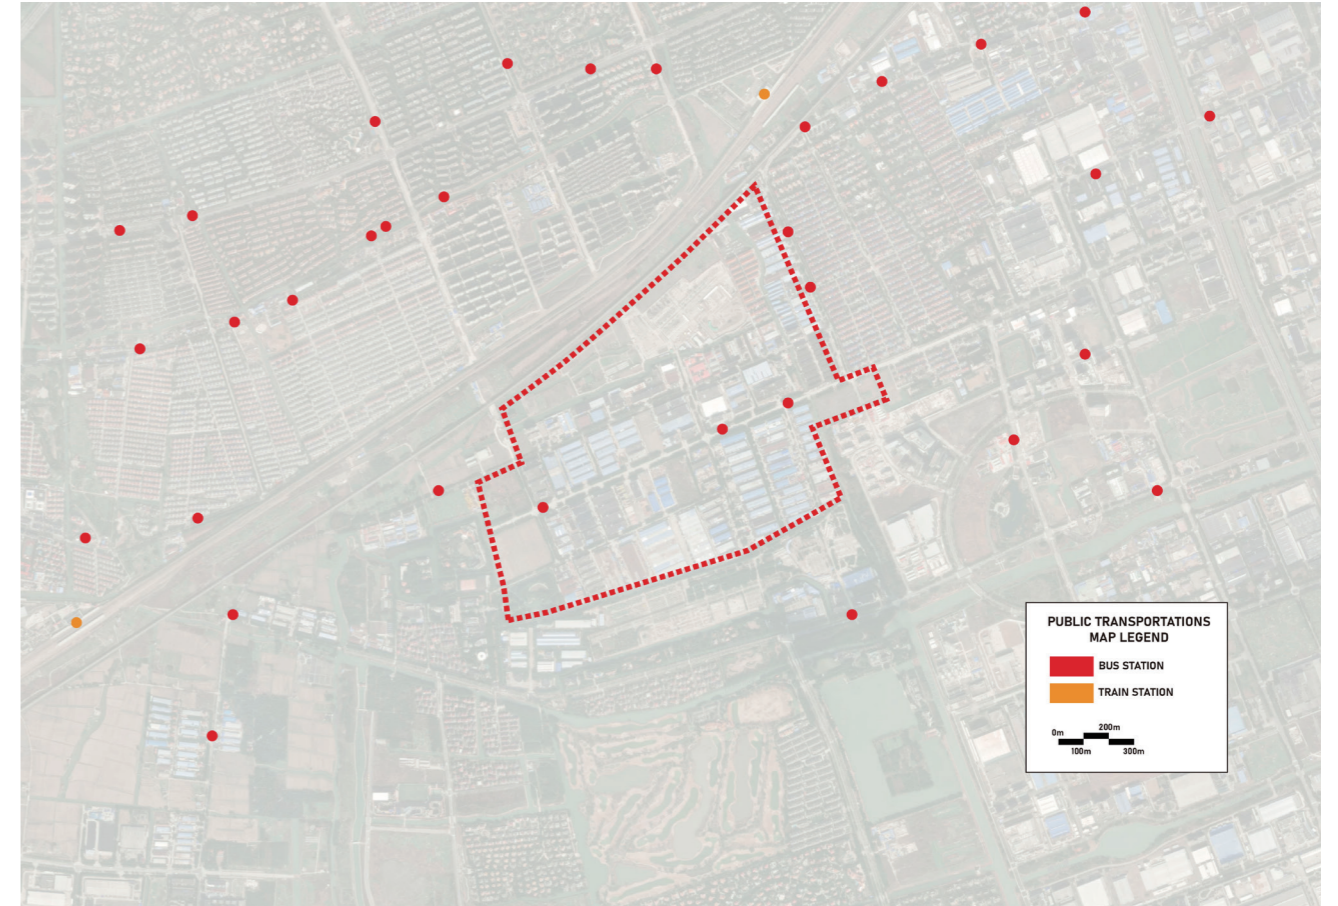 PUBLIC TRANSPORTATIONS
MAP LEGEND
BUS STATION
TRAIN STATION
0m 200m
100m 300m